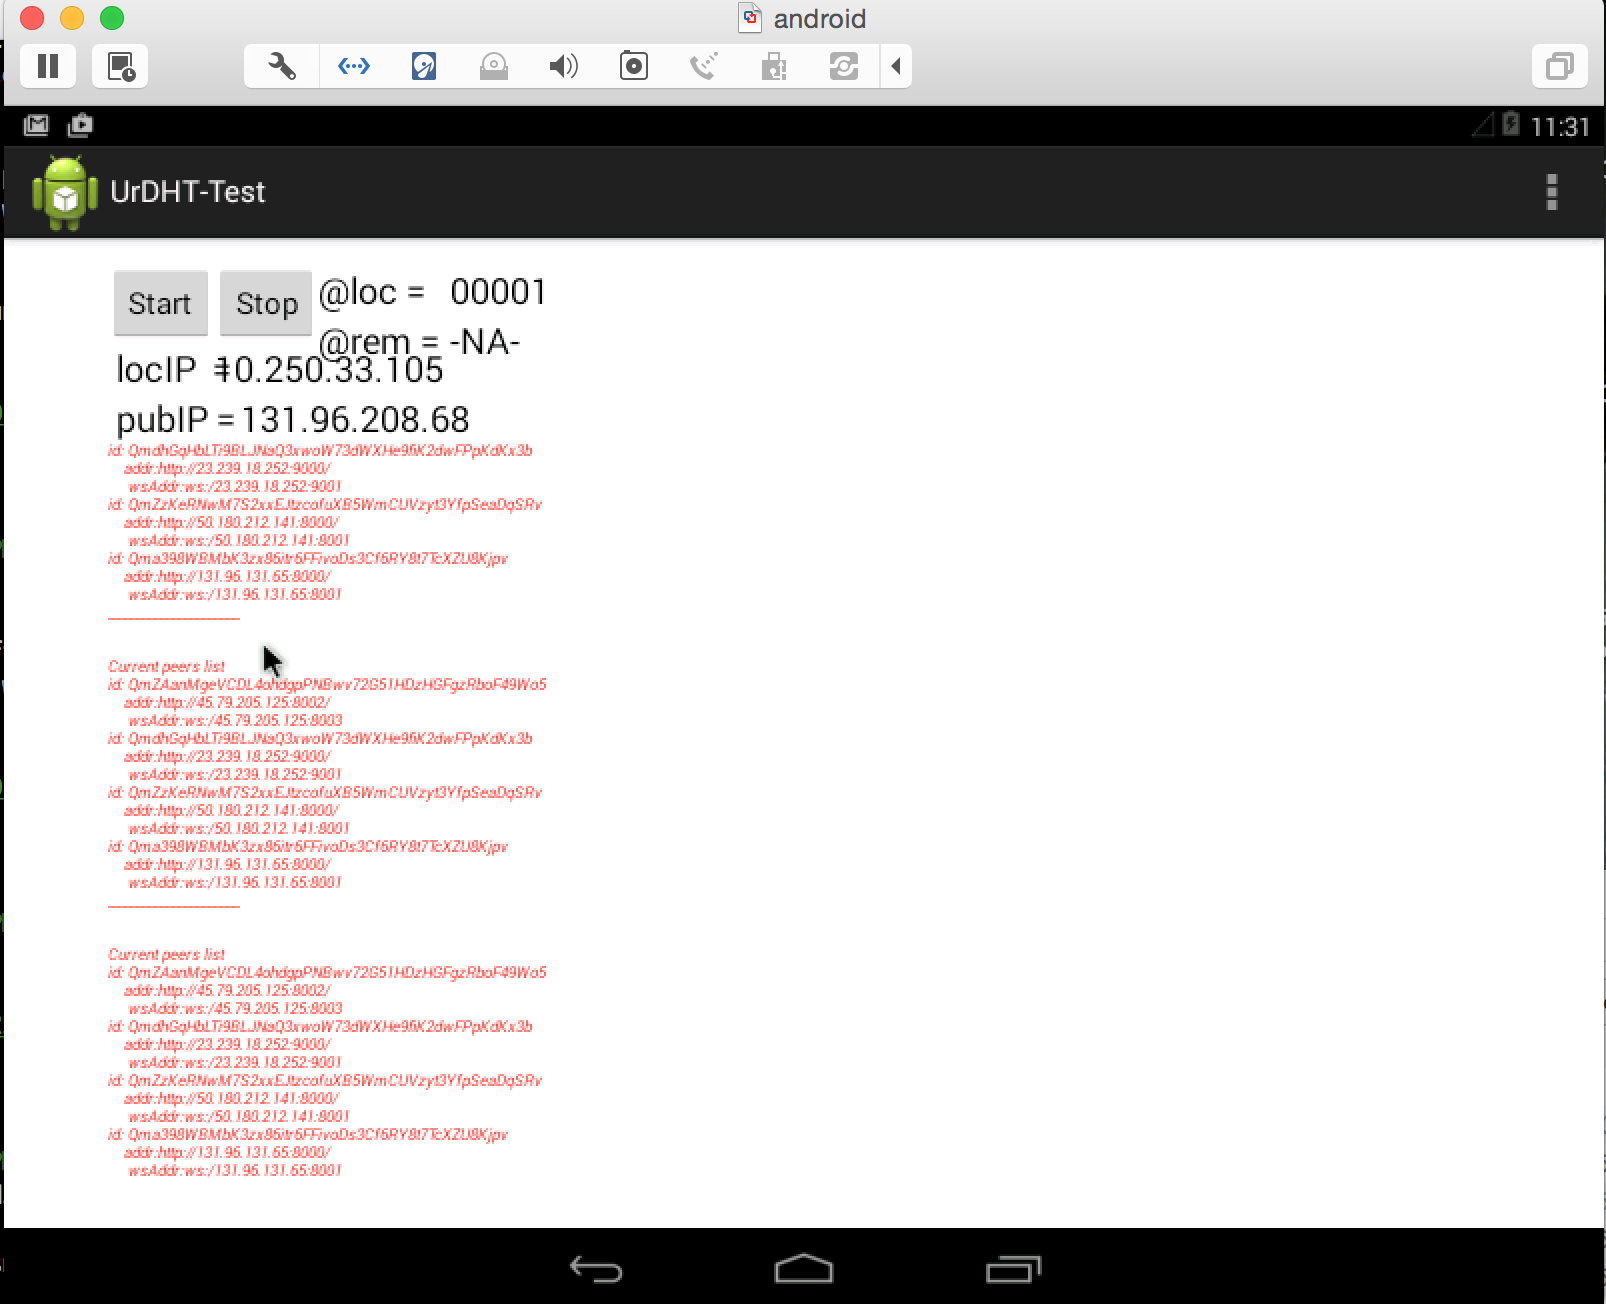 android
11:31
UrDHT-Test
Start Stop @loc = 00001
@rem = -NA-
locIP = 10.250.33.105
pubIP = 131.96.208.68
id: QmdhGqHbLTi9BLJNaQ3xwoW73dWXHe9fiK2dwFPpKdKx3b
addr:http://23.239.18.252:9000/
wsAddr:ws:/23.239.18.252:9001
id: QmZzKeRNwM7S2xxEJtzcofuXB5WmCUVzyt3YfpSeaDqSRv
addr:http://50.180.212.141:8000/
wsAddr:ws:/50.180.212.141:8001
id: Qma398WBMbK3zx86itr6FFivoDs3Cf6RY8t7TcXZU8Kjpv
addr:http://131.96.131.65:8000/
wsAddr:ws:/131.96.131.65:8001
----------------------
Current peers list
id: QmZAanMgeVCDL4ohdgpPNBwv72G51HDzHGFgzRboF49Wo5
addr:http://45.79.205.125:8002/
wsAddr:ws:/45.79.205.125:8003
id: QmdhGqHbLTi9BLJNaQ3xwoW73dWXHe9fiK2dwFPpKdKx3b
addr:http://23.239.18.252:9000/
wsAddr:ws:/23.239.18.252:9001
id: QmZzKeRNwM7S2xxEJtzcofuXB5WmCUVzyt3YfpSeaDqSRv
addr:http://50.180.212.141:8000/
wsAddr:ws:/50.180.212.141:8001
id: Qma398WBMbK3zx86itr6FFivoDs3Cf6RY8t7TcXZU8Kjpv
addr:http://131.96.131.65:8000/
wsAddr:ws:/131.96.131.65:8001
----------------------
Current peers list
id: QmZAanMgeVCDL4ohdgpPNBwv72G51HDzHGFgzRboF49Wo5
addr:http://45.79.205.125:8002/
wsAddr:ws:/45.79.205.125:8003
id: QmdhGqHbLTi9BLJNaQ3xwoW73dWXHe9fiK2dwFPpKdKx3b
addr:http://23.239.18.252:9000/
wsAddr:ws:/23.239.18.252:9001
id: QmZzKeRNwM7S2xxEJtzcofuXB5WmCUVzyt3YfpSeaDqSRv
addr:http://50.180.212.141:8000/
wsAddr:ws:/50.180.212.141:8001
id: Qma398WBMbK3zx86itr6FFivoDs3Cf6RY8t7TcXZU8Kjpv
addr:http://131.96.131.65:8000/
wsAddr:ws:/131.96.131.65:8001